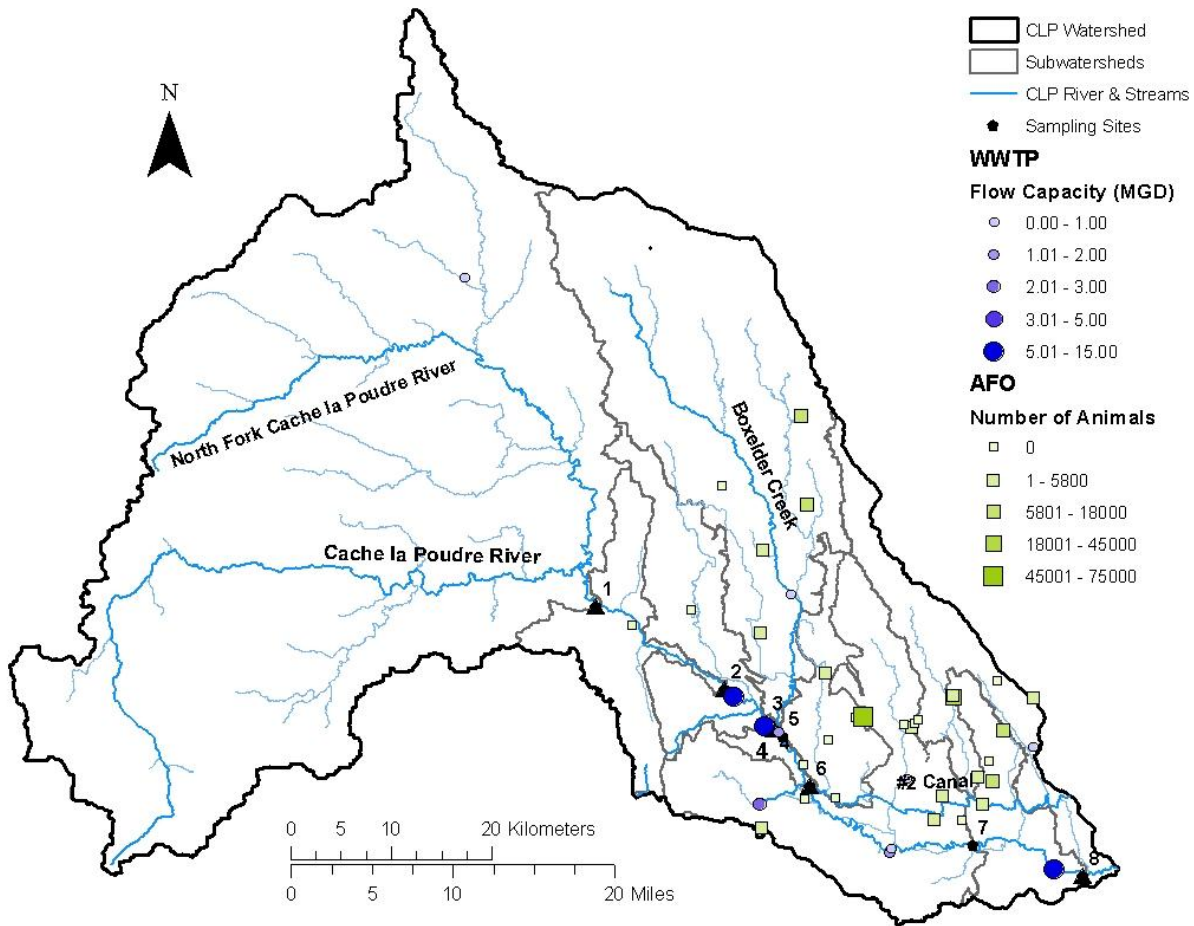 N
CLP Watershed
Subwatersheds
CLP River & Streams
Sampling Sites
WWTP
Flow Capacity (MGD)
0.00 - 1.00
1.01 - 2.00
2.01 - 3.00
3.01 - 5.00
5.01 - 15.00
AFO
Number of Animals
0
1 - 5800
5801 - 18000
18001 - 45000
45001 - 75000
North Fork Cache la Poudre River
Boxelder Creek
Cache la Poudre River
1
2
3
5
4
6
#2 Canal
7
8
0 5 10 20 Kilometers
0 5 10 20 Miles